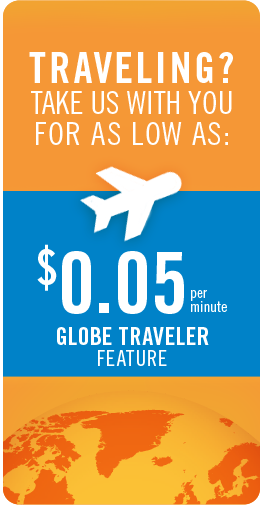 TRAVELING?
TAKE US WITH YOU
FOR AS LOW AS:
$0.05 per minute
GLOBE TRAVELER
FEATURE